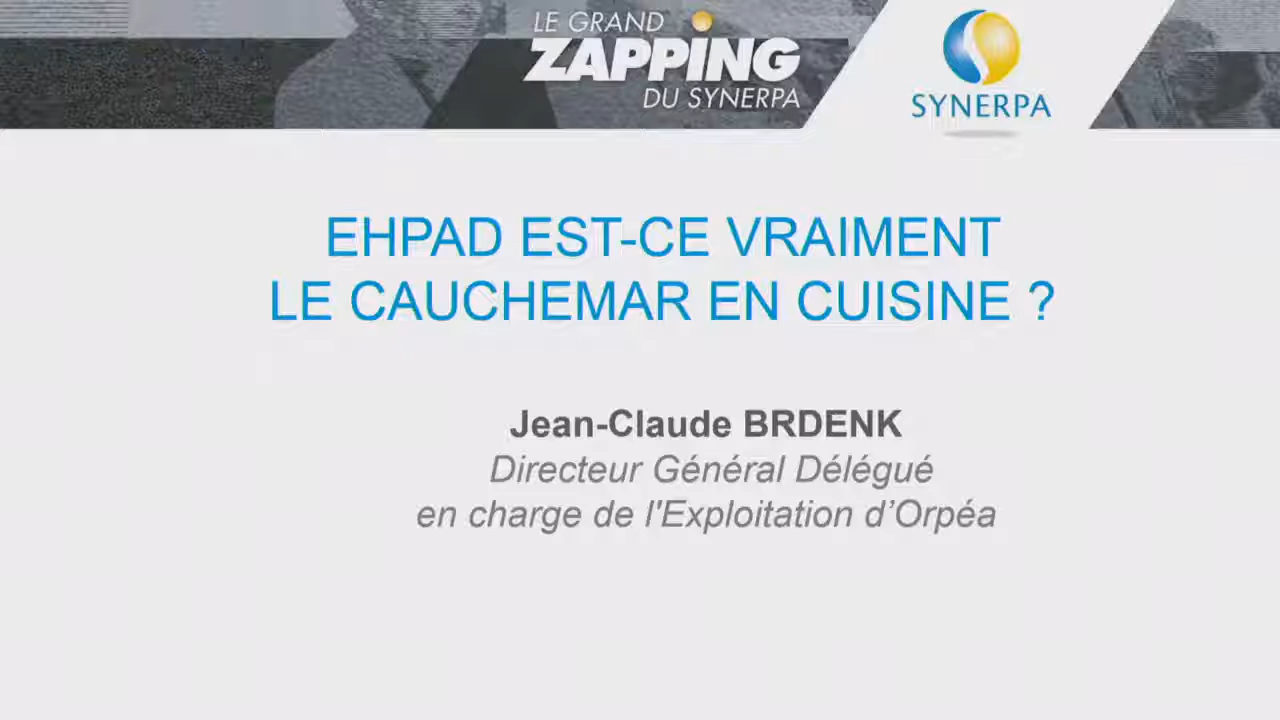 LE GRAND
ZAPPING
DU SYNERPA
SYNERPA
EHPAD EST-CE VRAIMENT
LE CAUCHEMAR EN CUISINE ?
Jean-Claude BRDENK
Directeur Général Délégué
en charge de l'Exploitation d’Orpéa